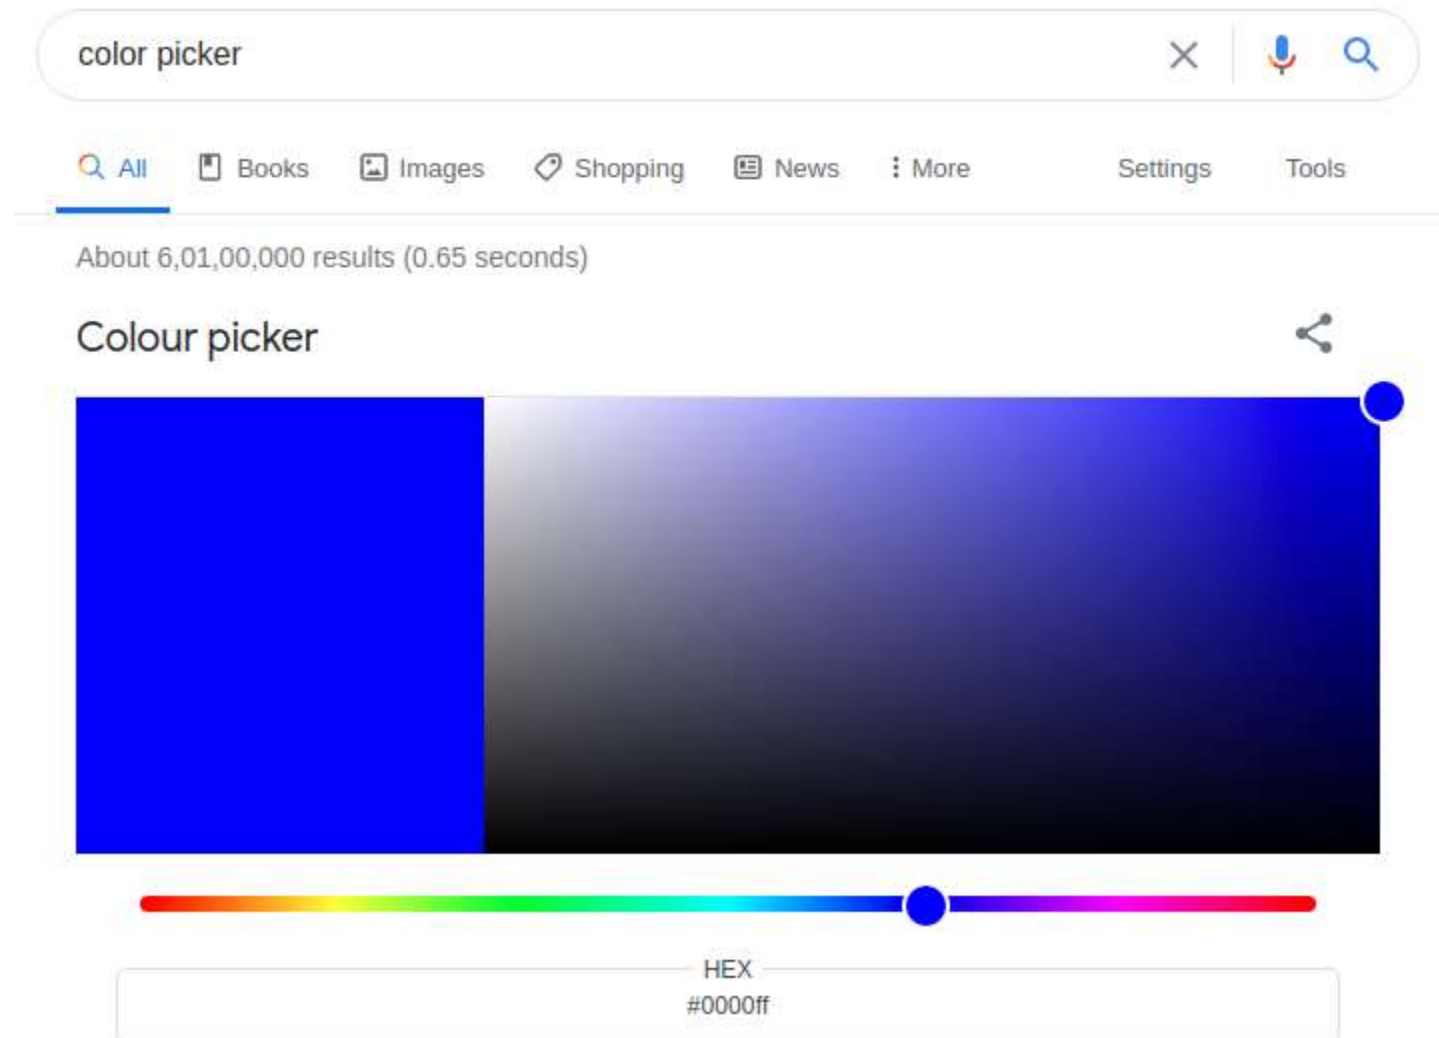 color picker
All Books Images Shopping News More Settings Tools
About 6,01,00,000 results (0.65 seconds)
Colour picker
HEX
#0000ff